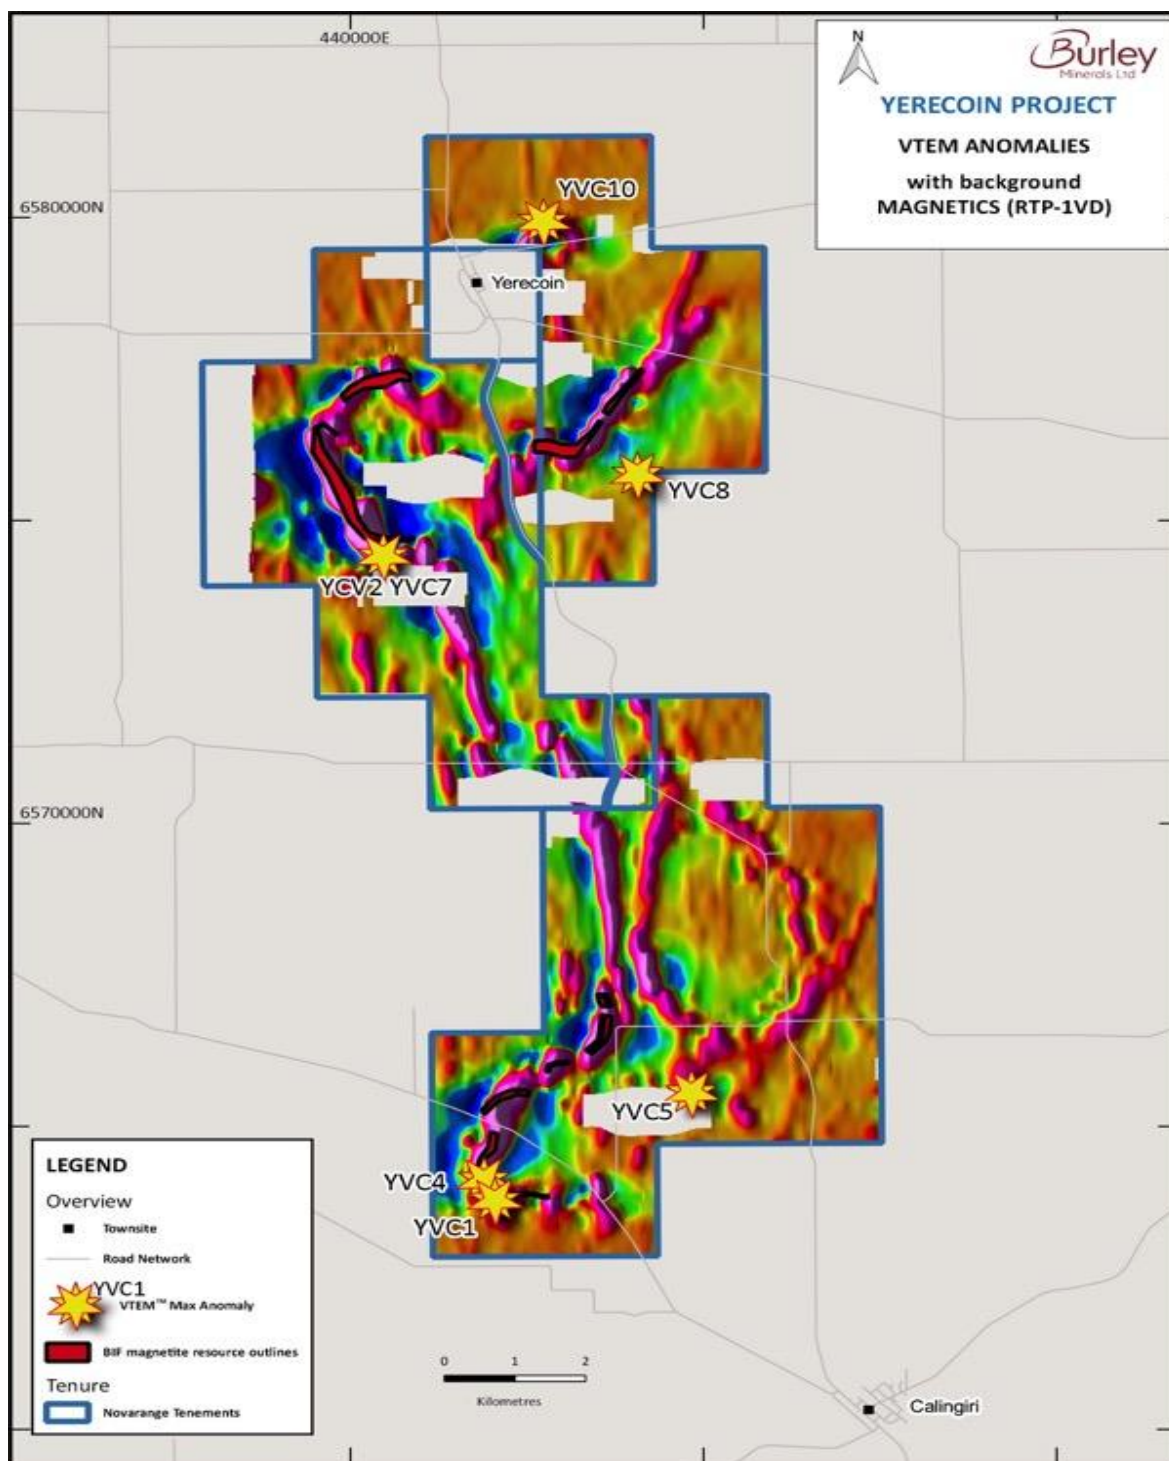 440000E
N
Burley
Minerals Ltd
YERECOIN PROJECT
VTEM ANOMALIES
with background
MAGNETICS (RTP-1VD)
YVC10
6580000N
Yerecoin
YVC8
YCV2 YVC7
6570000N
YVC5
YVC4
YVC1
LEGEND
Overview
Townsite
Road Network
YVC1
VTEM™ Max Anomaly
BIF magnetite resource outlines
Tenure
Novarange Tenements
0 1 2
Kilometres
Calingiri